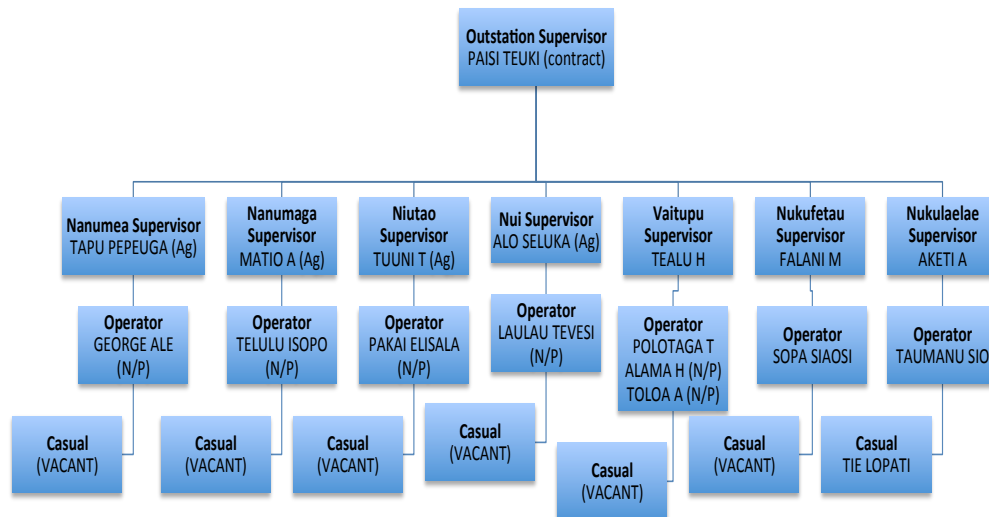 Outstation Supervisor
PAISI TEUKI (contract)
Nanumea Supervisor
TAPU PEPEUGA (Ag)
Nanumaga
Supervisor
MATIO A (Ag)
Niutao
Supervisor
TUUNI T (Ag)
Nui Supervisor
ALO SELUKA (Ag)
Vaitupu
Supervisor
TEALU H
Nukufetau
Supervisor
FALANI M
Nukulaelae
Supervisor
AKETI A
Operator
GEORGE ALE
(N/P)
Operator
TELULU ISOPO
(N/P)
Operator
PAKAI ELISALA
(N/P)
Operator
LAULAU TEVESI
(N/P)
Operator
POLOTAGA T
ALAMA H (N/P)
TOLOA A (N/P)
Operator
SOPA SIAOSI
Operator
TAUMANU SIO
Casual
(VACANT)
Casual
(VACANT)
Casual
(VACANT)
Casual
(VACANT)
Casual
(VACANT)
Casual
(VACANT)
Casual
TIE LOPATI